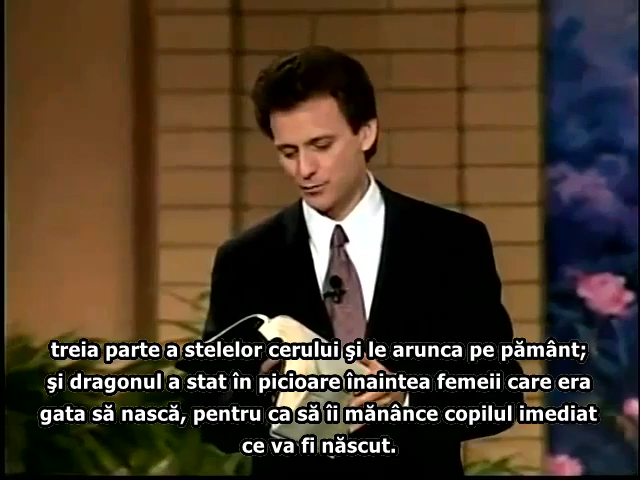 treia parte a stelelor cerului şi le arunca pe pământ;
şi dragonul a stat în picioare înaintea femeii care era
gata să nască, pentru ca să îi mănânce copilul imediat
ce va fi născut.